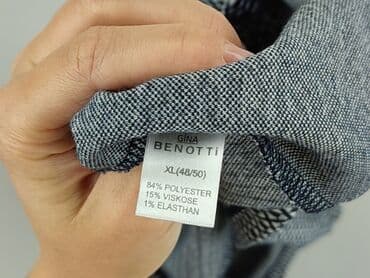 GINA
BENOTTI
XL(48/50)
84% POLYESTER
15% VISKOSE
1% ELASTHAN